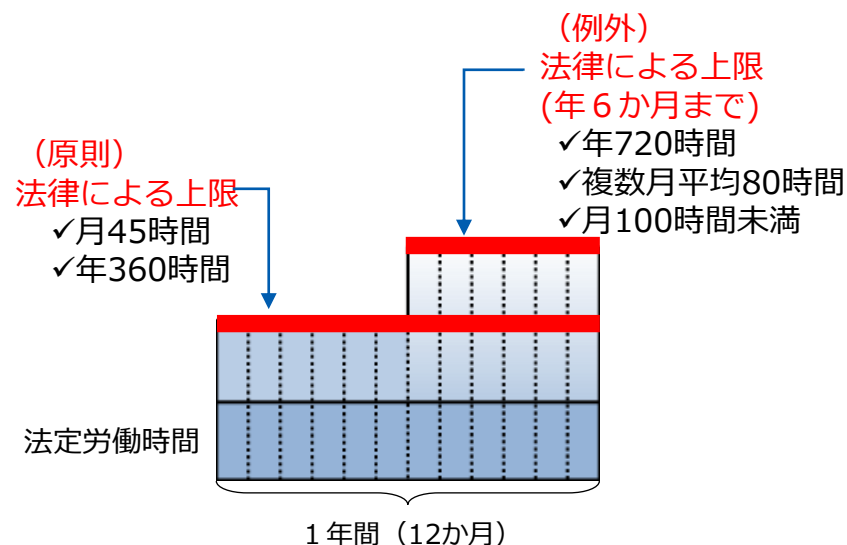 （例外）
法律による上限
(年６か月まで)
✓年720時間
✓複数月平均80時間
✓月100時間未満
（原則）
法律による上限
✓月45時間
✓年360時間
法定労働時間
１年間（12か月）